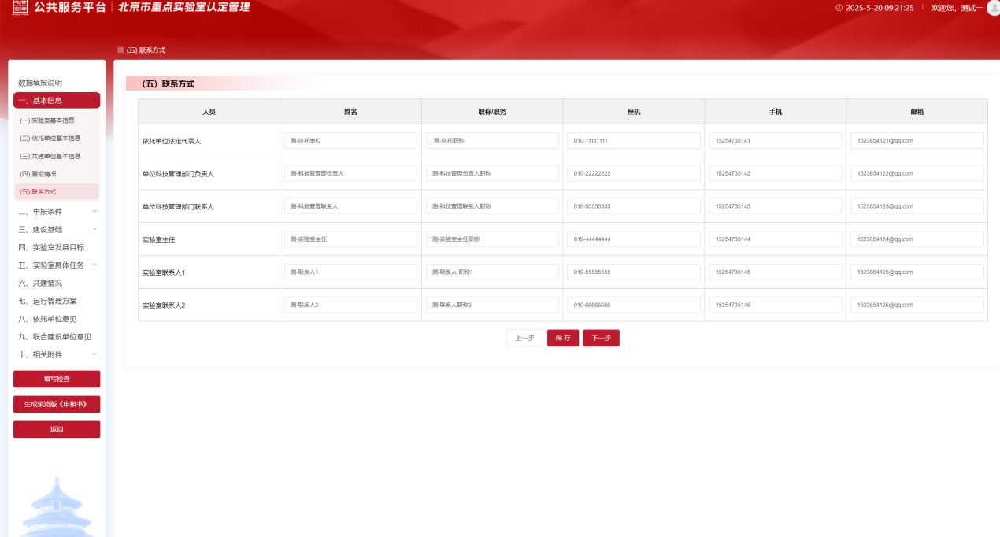 公共服务平台 | 北京市重点实验室认定管理
2025-5-20 09:21:25 | 欢迎您, 测试一
(五) 联系方式
数据填报说明
一、基本信息
(一) 实验室基本信息
(二) 依托单位基本信息
(三) 共建单位基本信息
(四) 重组情况
(五) 联系方式
二、申报条件
三、建设基础
四、实验室发展目标
五、实验室具体任务
六、共建情况
七、运行管理方案
八、依托单位意见
九、联合建设单位意见
十、相关附件
填写检查
生成预览版《申报书》
返回
（五）联系方式
人员 姓名 职称/职务 座机 手机 邮箱
依托单位法定代表人 测-依托单位 测-依托职称 010-11111111 15254735141 1523654121@qq.com
单位科技管理部门负责人 测-科技管理部负责人 测-科技管理负责人职称 010-22222222 15254735142 1523654122@qq.com
单位科技管理部门联系人 测-科技管理联系人 测-科技管理联系人职称 010-33333333 15254735143 1523654123@qq.com
实验室主任 测-实验室主任 测-实验室主任职称 010-44444444 15254735144 1523654124@qq.com
实验室联系人1 测-联系人1 测-联系人-职称1 010-55555555 15254735145 1523654125@qq.com
实验室联系人2 测-联系人2 测-联系人职称2 010-66666666 15254735146 1523654126@qq.com
上一步 保 存 下一步